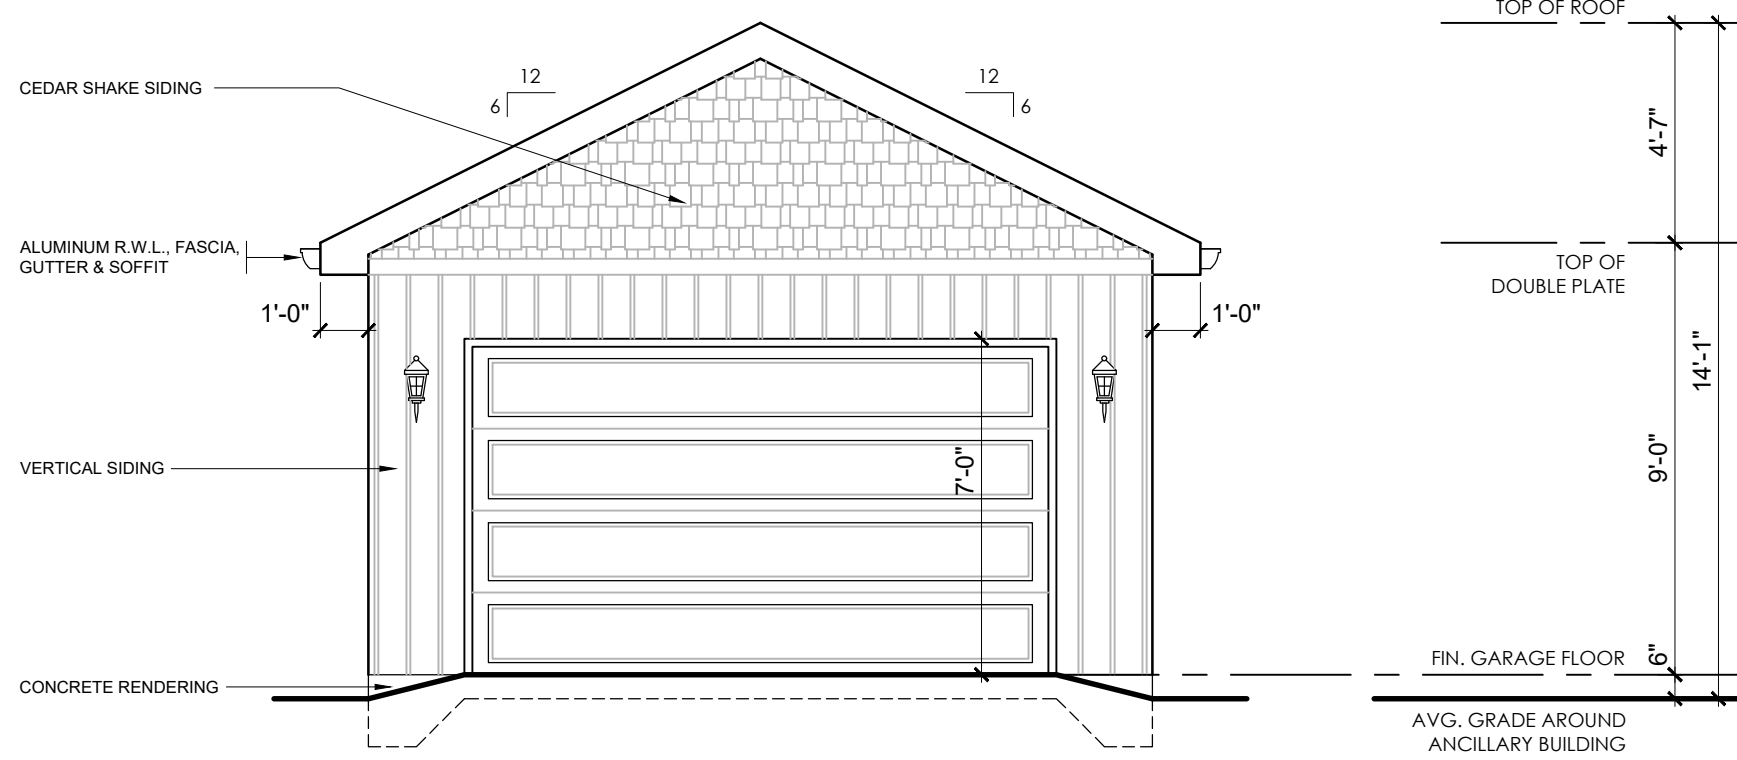 TOP OF ROOF
12
12
CEDAR SHAKE SIDING
6
6
4'-7"
ALUMINUM R.W.L., FASCIA,
GUTTER & SOFFIT
TOP OF
DOUBLE PLATE
1'-0"
1'-0"
14'-1"
VERTICAL SIDING
7'-0"
9'-0"
FIN. GARAGE FLOOR
6"
CONCRETE RENDERING
AVG. GRADE AROUND
ANCILLARY BUILDING